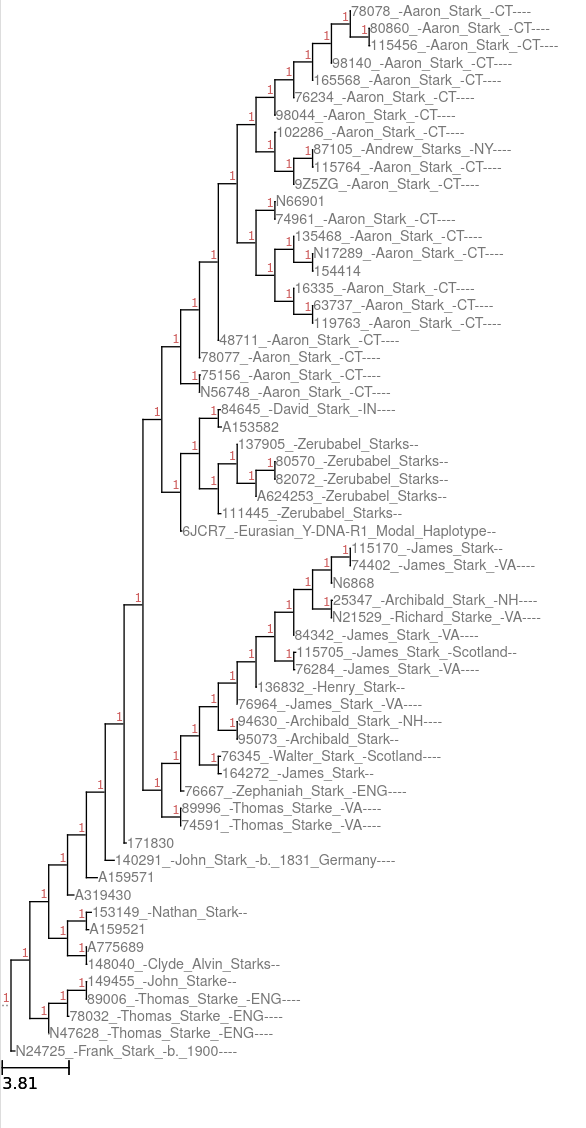 78078_-Aaron_Stark_-CT----
80860_-Aaron_Stark_-CT----
115456_-Aaron_Stark_-CT----
98140_-Aaron_Stark_-CT----
165568_-Aaron_Stark_-CT----
76234_-Aaron_Stark_-CT----
98044_-Aaron_Stark_-CT----
102286_-Aaron_Stark_-CT----
87105_-Andrew_Starks_-NY----
115764_-Aaron_Stark_-CT----
9Z5ZG_-Aaron_Stark_-CT----
N66901
74961_-Aaron_Stark_-CT----
135468_-Aaron_Stark_-CT----
N17289_-Aaron_Stark_-CT----
154414
16335_-Aaron_Stark_-CT----
63737_-Aaron_Stark_-CT----
119763_-Aaron_Stark_-CT----
48711_-Aaron_Stark_-CT----
78077_-Aaron_Stark_-CT----
75156_-Aaron_Stark_-CT----
N56748_-Aaron_Stark_-CT----
84645_-David_Stark_-IN----
A153582
137905_-Zerubabel_Starks--
80570_-Zerubabel_Starks--
82072_-Zerubabel_Starks--
A624253_-Zerubabel_Starks--
111445_-Zerubabel_Starks--
6JCR7_-Eurasian_Y-DNA-R1_Modal_Haplotype--
115170_-James_Stark--
74402_-James_Stark_-VA----
N6868
25347_-Archibald_Stark_-NH----
N21529_-Richard_Starke_-VA----
84342_-James_Stark_-VA----
115705_-James_Stark_-Scotland--
76284_-James_Stark_-VA----
136832_-Henry_Stark--
76964_-James_Stark_-VA----
94630_-Archibald_Stark_-NH----
95073_-Archibald_Stark--
76345_-Walter_Stark_-Scotland----
164272_-James_Stark--
76667_-Zephaniah_Stark_-ENG----
89996_-Thomas_Starke_-VA----
74591_-Thomas_Starke_-VA----
171830
140291_-John_Stark_-b._1831_Germany----
A159571
A319430
153149_-Nathan_Stark--
A159521
A775689
148040_-Clyde_Alvin_Starks--
149455_-John_Starke--
89006_-Thomas_Starke_-ENG----
78032_-Thomas_Starke_-ENG----
N47628_-Thomas_Starke_-ENG----
N24725_-Frank_Stark_-b._1900----
3.81